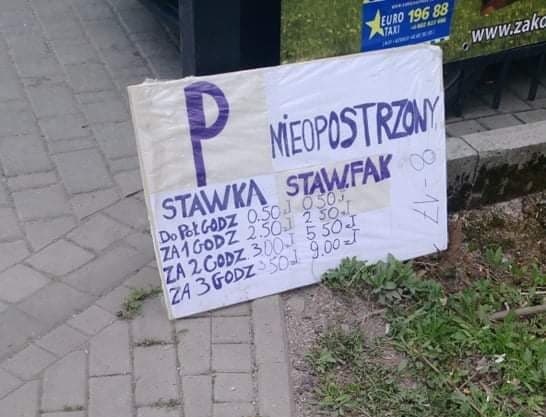 EURO
TAXI
196 88
www.zako
P
NIEOPOSTRZONY
STAWKA STAW.FAK
DO PÓŁ GODZ 0.50 zł 0.50 zł
ZA 1 GODZ 2.50 zł 2 50 zł
ZA 2 GODZ 3.00 zł 5 50 zł
ZA 3 GODZ 3 50 zł 9.00 zł
8-17